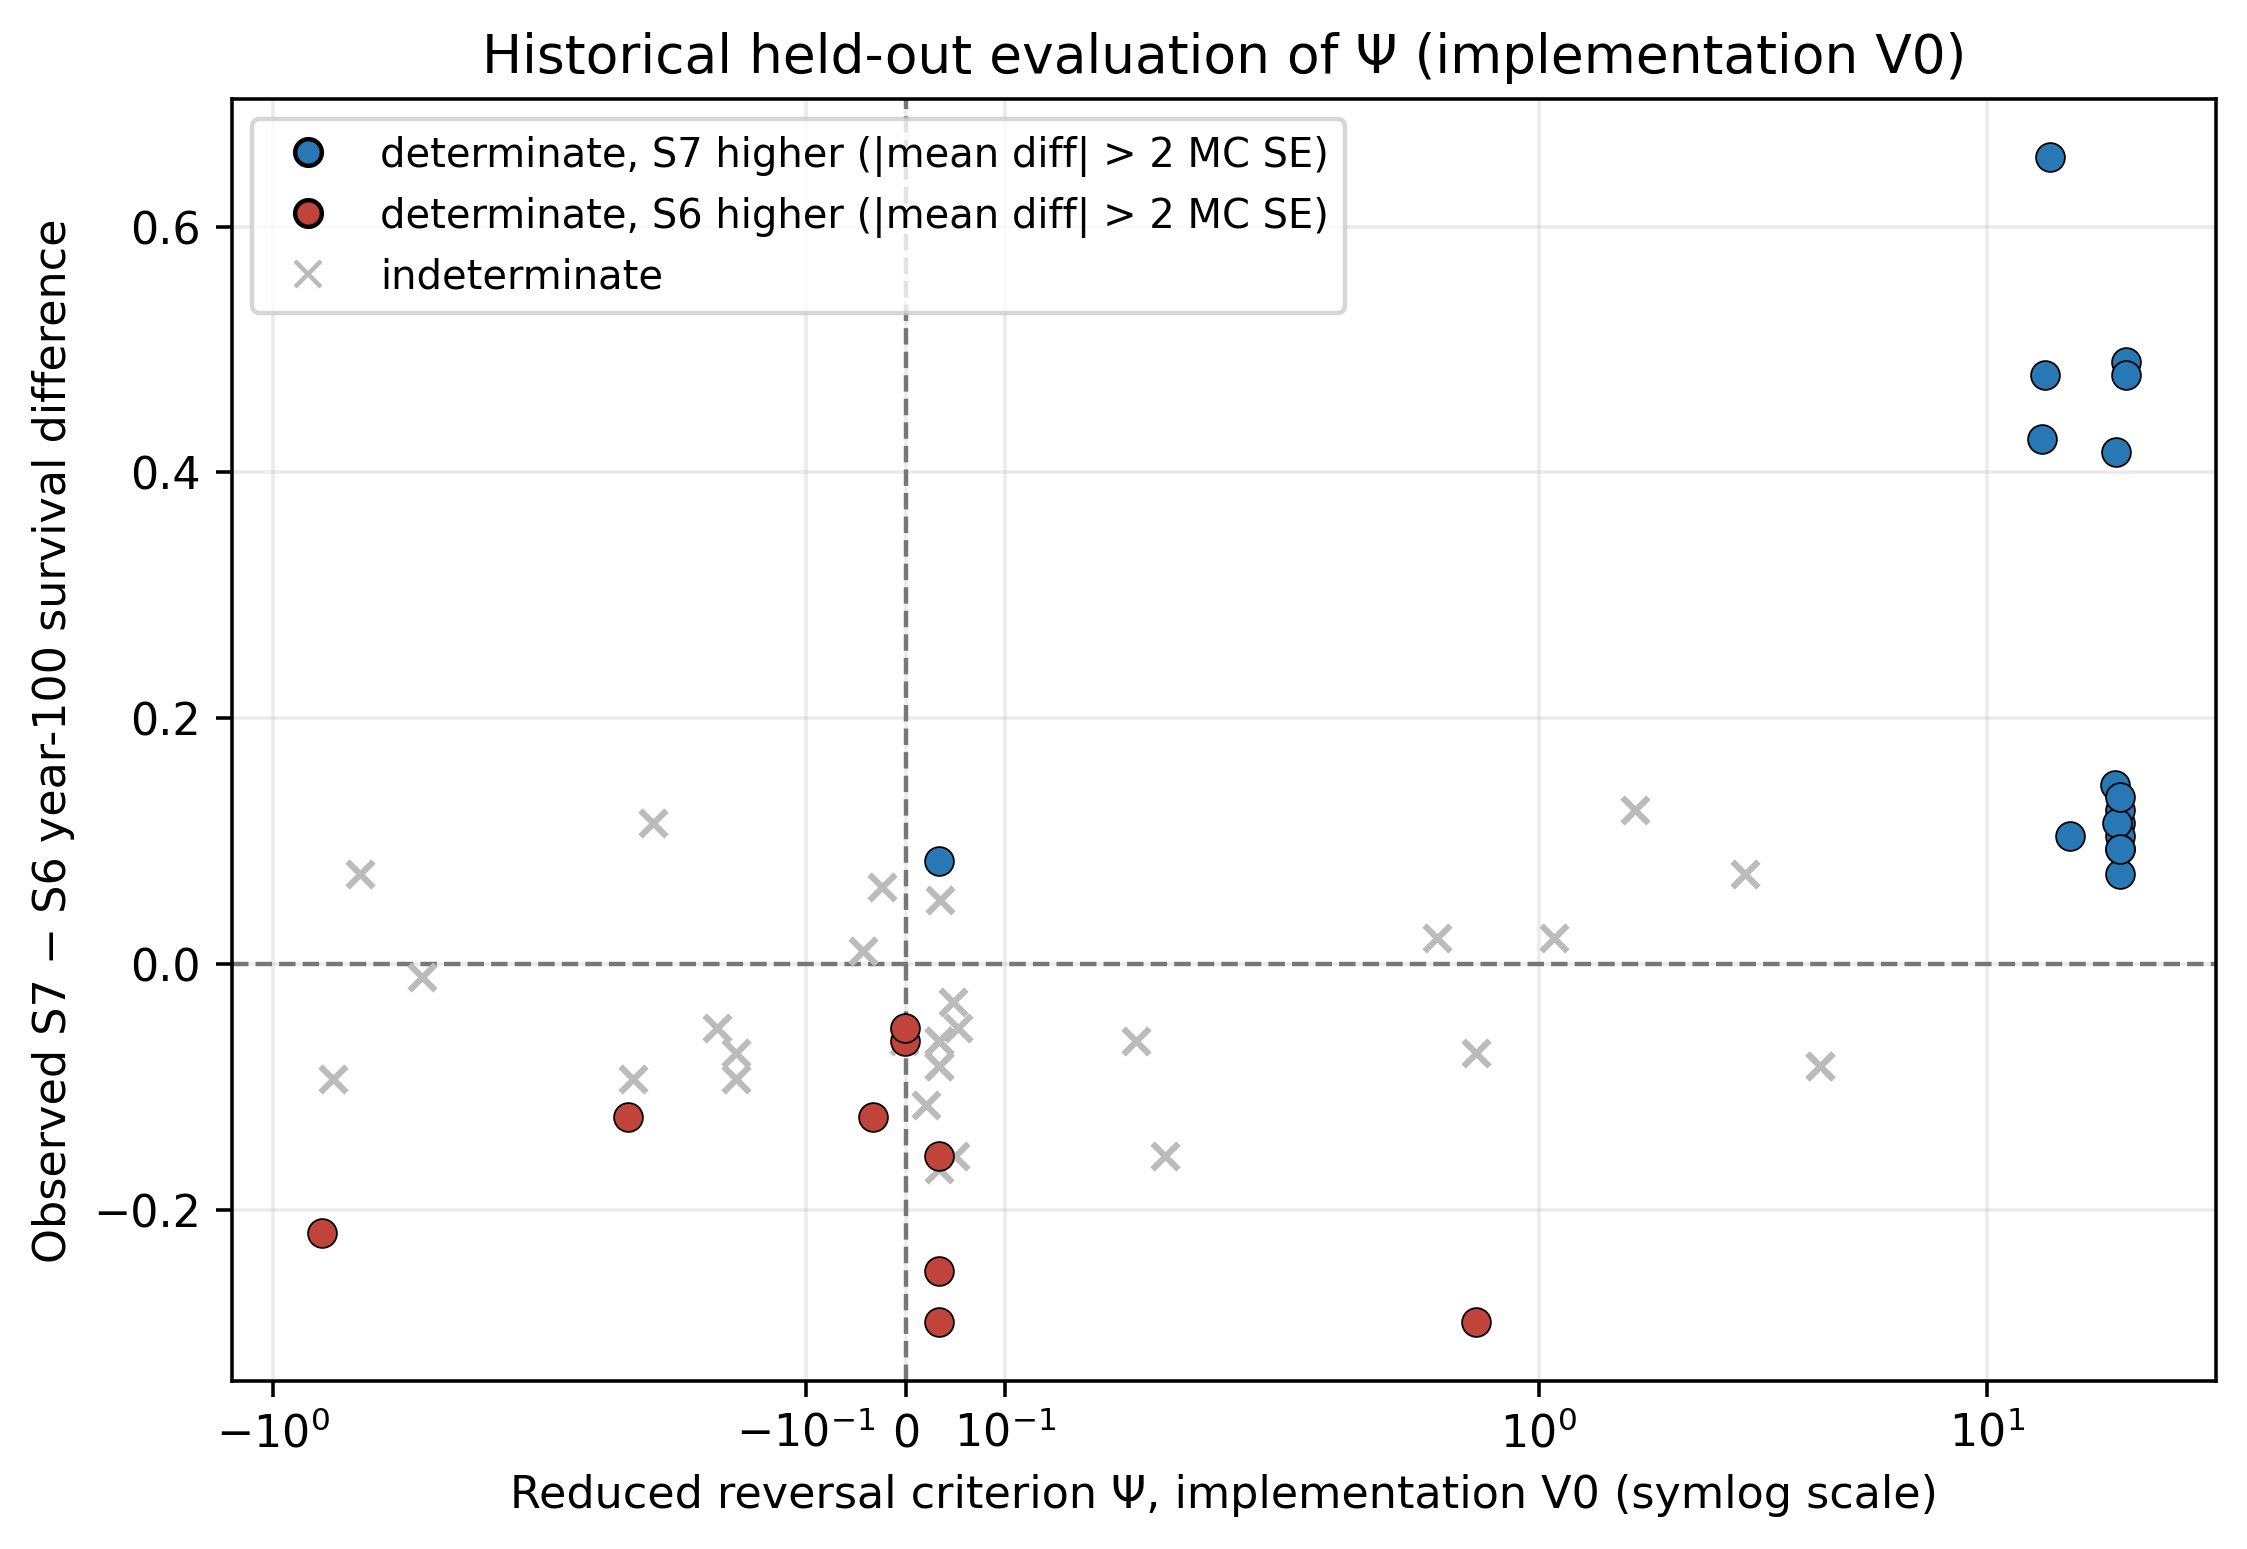 Historical held-out evaluation of Ψ (implementation V0)
determinate, S7 higher (|mean diff| > 2 MC SE)
determinate, S6 higher (|mean diff| > 2 MC SE)
indeterminate
Observed S7 − S6 year-100 survival difference
0.6
0.4
0.2
0.0
−0.2
−10⁰ −10⁻¹ 0 10⁻¹ 10⁰ 10¹
Reduced reversal criterion Ψ, implementation V0 (symlog scale)